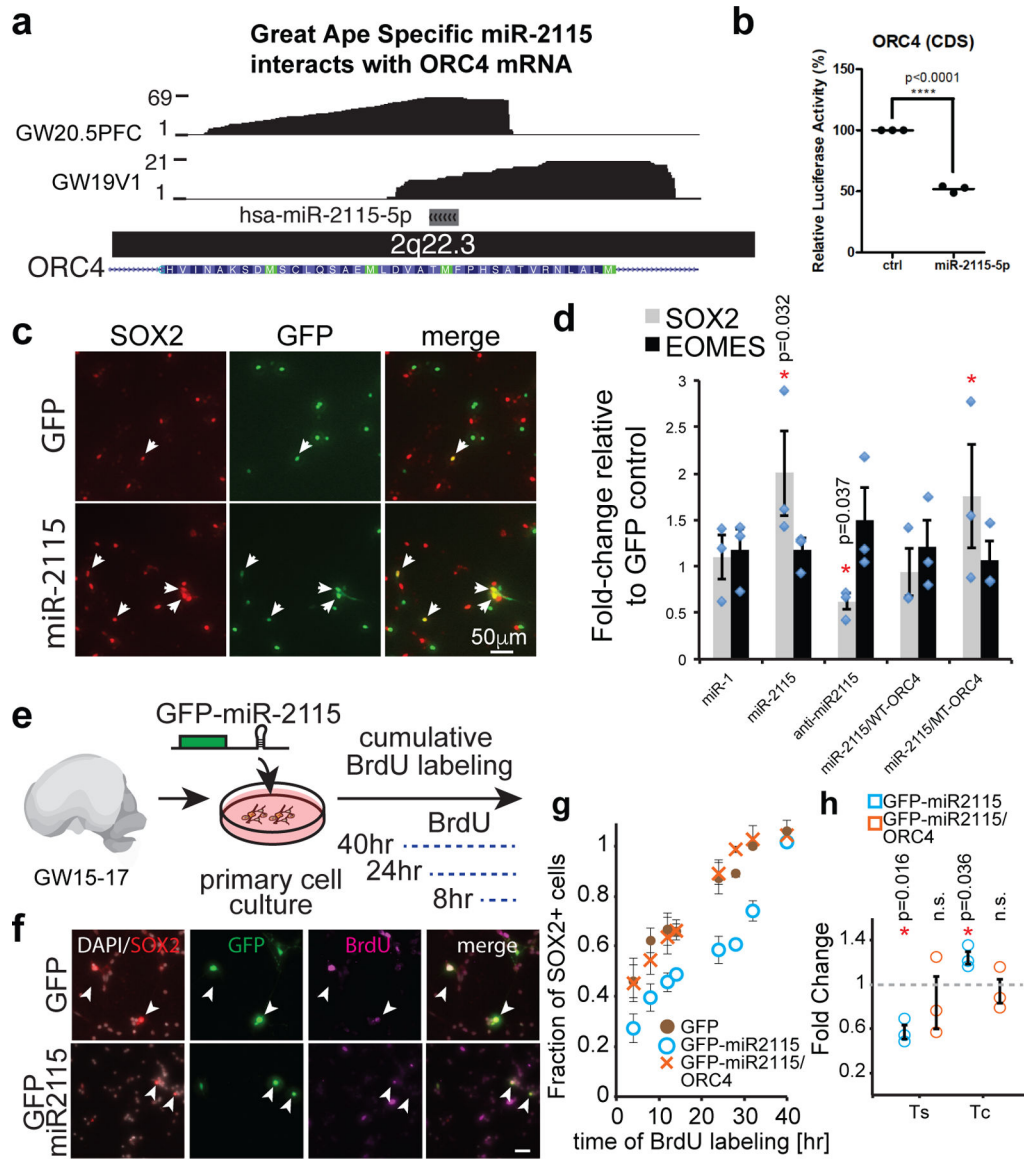 a
Great Ape Specific miR-2115
interacts with ORC4 mRNA
69
GW20.5PFC
1
21
GW19V1
1
hsa-miR-2115-5p
2q22.3
ORC4
H V I N A K S D M S C L Q S A E M L D V A T M F P H S A T V R N L A L M
b
ORC4 (CDS)
Relative Luciferase Activity (%)
150
100
50
0
p<0.0001
****
ctrl
miR-2115-5p
c
SOX2
GFP
merge
GFP
miR-2115
50µm
d
SOX2
EOMES
Fold-change relative
to GFP control
3
2.5
2
1.5
1
0.5
0
* p=0.032
* p=0.037
*
miR-1
miR-2115
anti-miR2115
miR-2115/WT-ORC4
miR-2115/MT-ORC4
e
GFP-miR-2115
GW15-17
primary cell
culture
cumulative
BrdU labeling
BrdU
40hr
24hr
8hr
f
DAPI/SOX2
GFP
BrdU
merge
GFP
GFP
miR2115
g
Fraction of SOX2+ cells
1
0.8
0.6
0.4
0.2
0
0
10
20
30
40
time of BrdU labeling [hr]
GFP
GFP-miR2115
GFP-miR2115/
ORC4
h
GFP-miR2115
GFP-miR2115/
ORC4
Fold Change
1.4
1
0.6
0.2
* p=0.016
n.s.
* p=0.036
n.s.
Ts
Tc